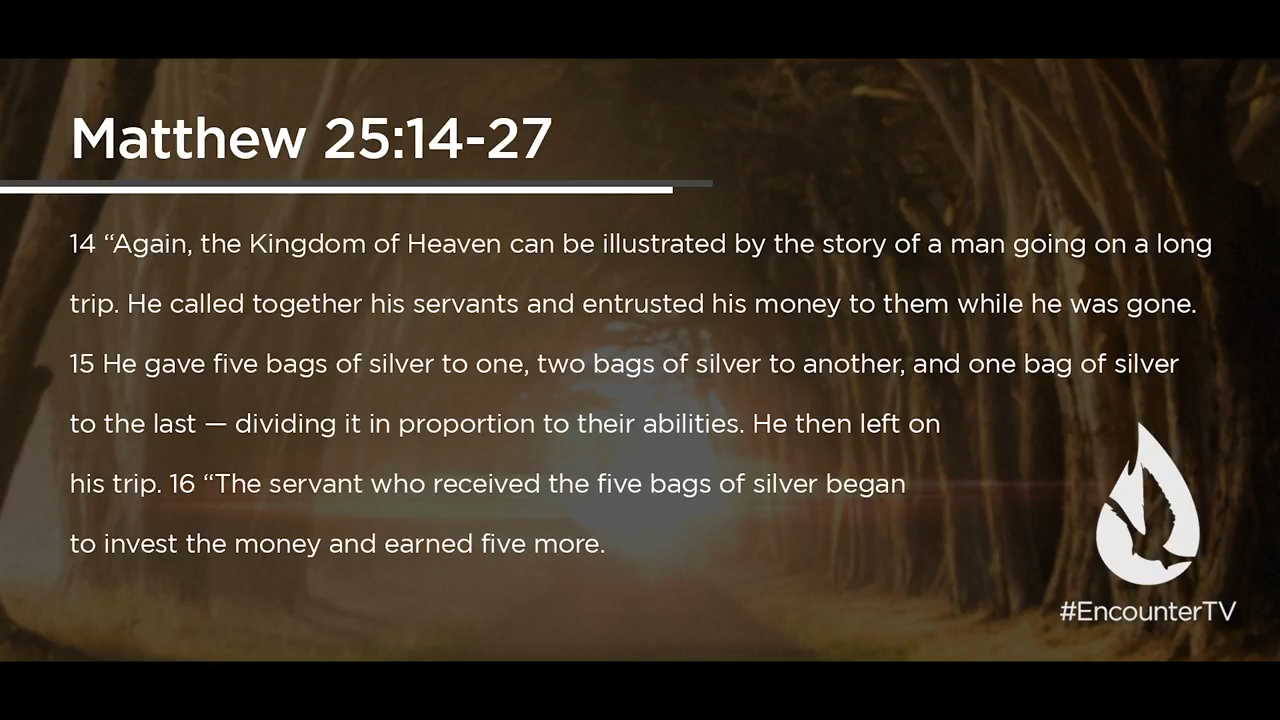 Matthew 25:14-27
14 “Again, the Kingdom of Heaven can be illustrated by the story of a man going on a long
trip. He called together his servants and entrusted his money to them while he was gone.
15 He gave five bags of silver to one, two bags of silver to another, and one bag of silver
to the last — dividing it in proportion to their abilities. He then left on
his trip. 16 “The servant who received the five bags of silver began
to invest the money and earned five more.
#EncounterTV